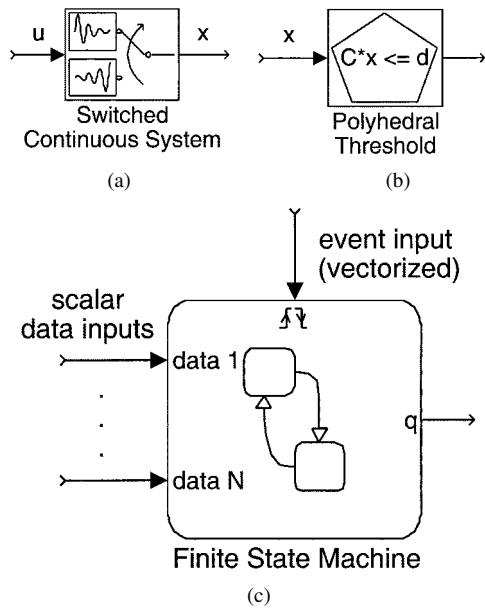 u
x
Switched
Continuous System
(a)
x
C*x <= d
Polyhedral
Threshold
(b)
event input
(vectorized)
scalar
data inputs
data 1
data N
q
Finite State Machine
(c)